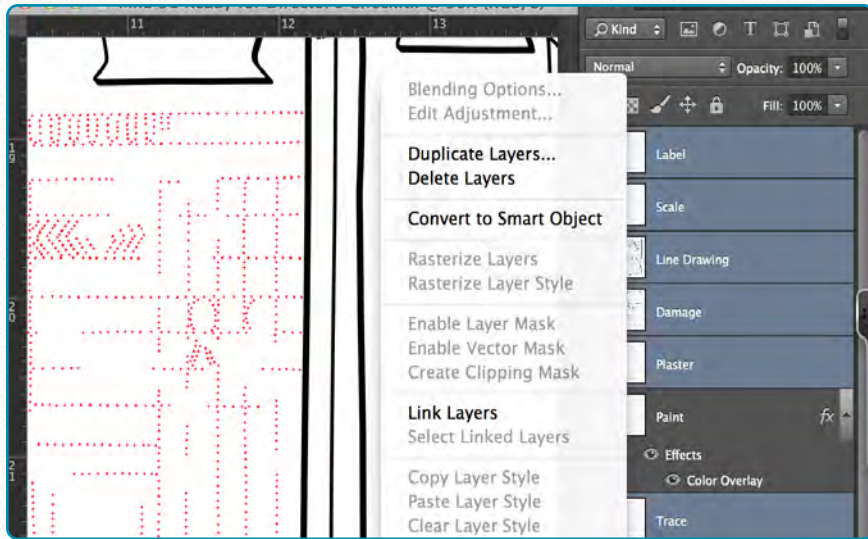 11
12
13
Kind
T
Normal
Opacity: 100%
Fill: 100%
Blending Options...
Edit Adjustment...
Duplicate Layers...
Delete Layers
Convert to Smart Object
Rasterize Layers
Rasterize Layer Style
Enable Layer Mask
Enable Vector Mask
Create Clipping Mask
Link Layers
Select Linked Layers
Copy Layer Style
Paste Layer Style
Clear Layer Style
Label
Scale
Line Drawing
Damage
Plaster
Paint
fx
Effects
Color Overlay
Trace
19
20
21